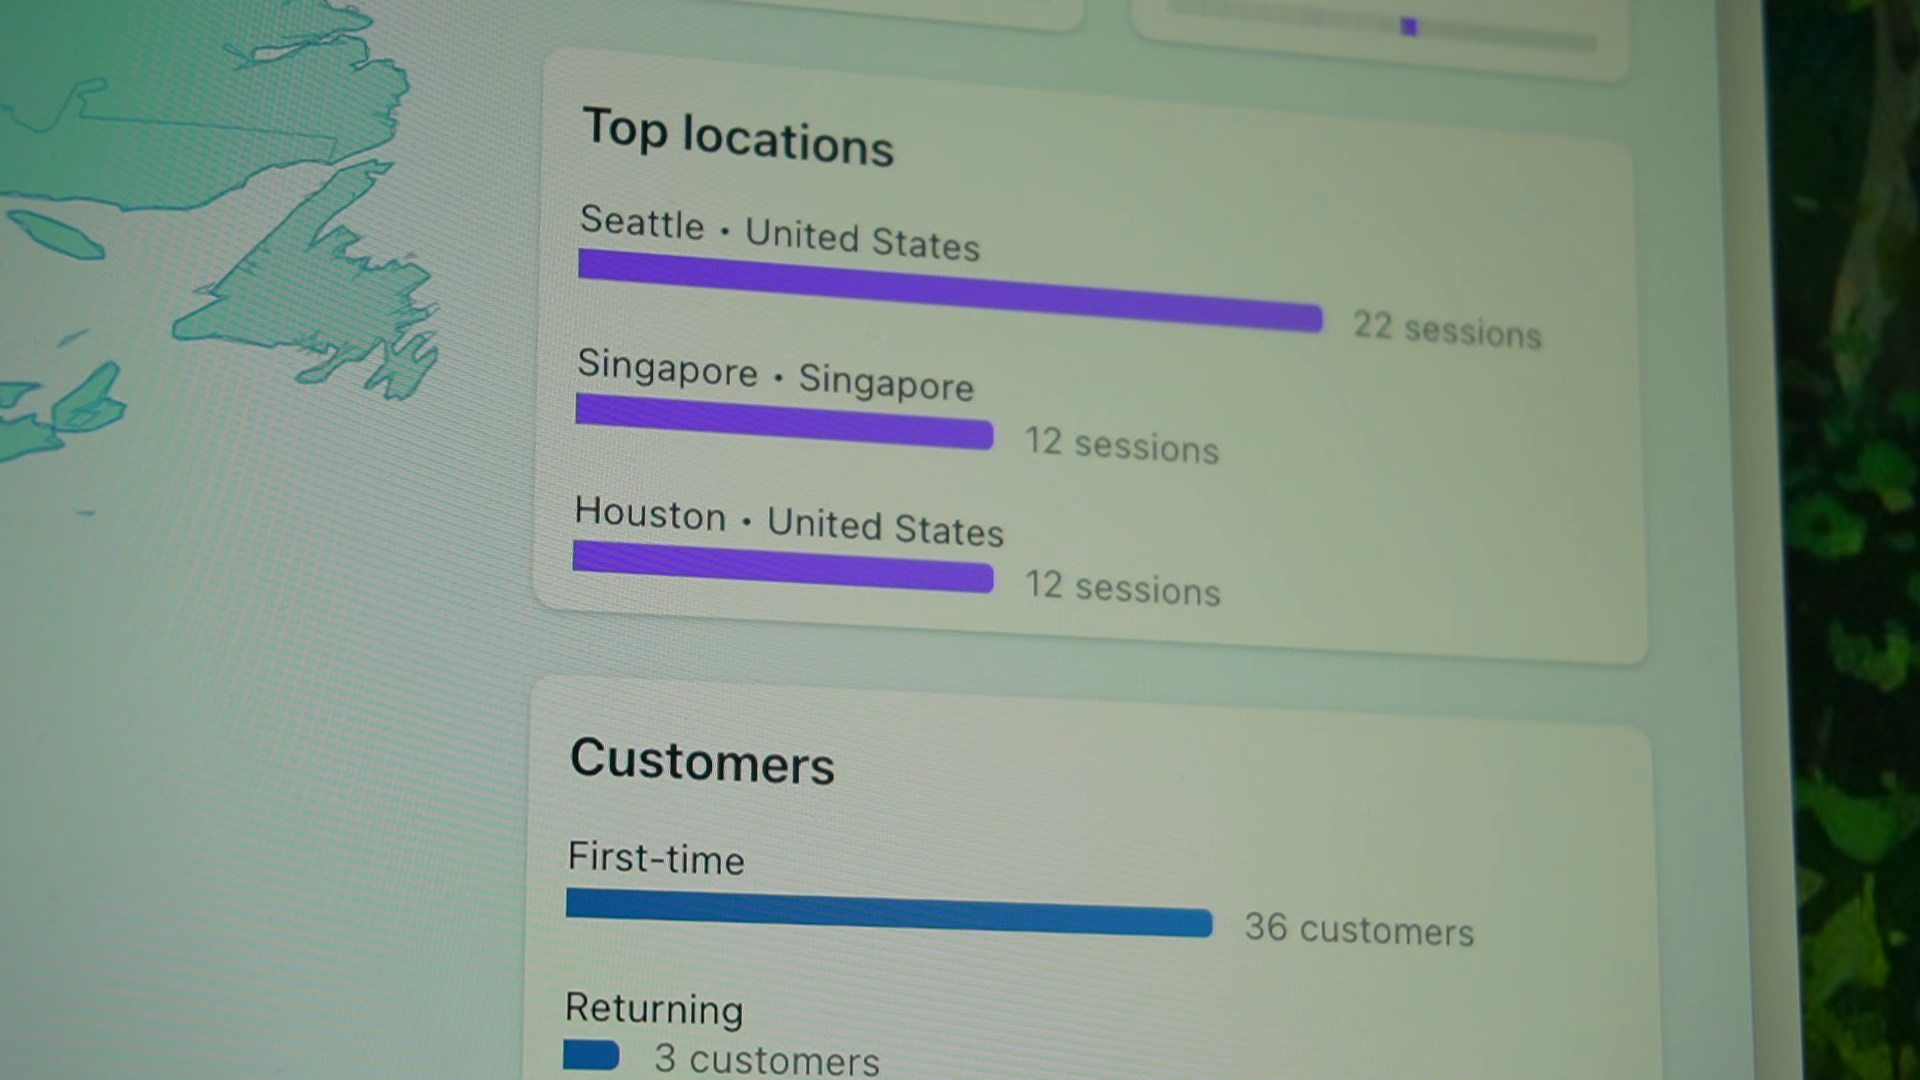 Top locations
Seattle • United States
22 sessions
Singapore • Singapore
12 sessions
Houston • United States
12 sessions
Customers
First-time
36 customers
Returning
3 customers